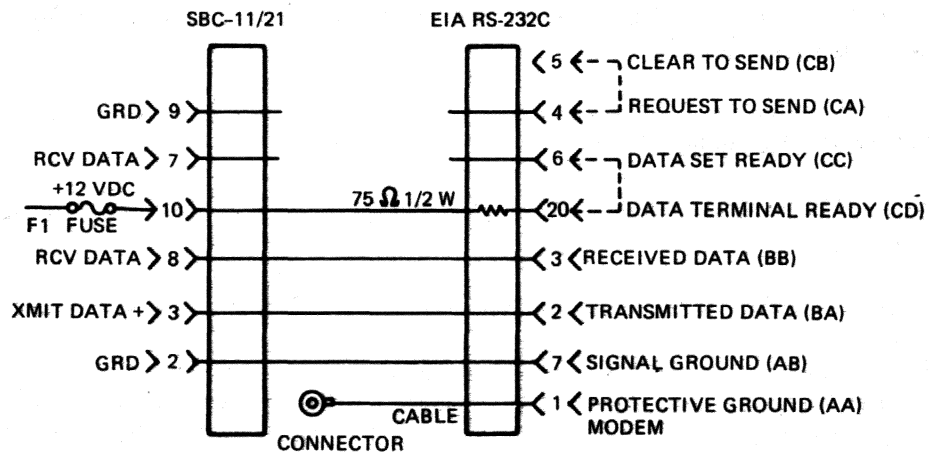 SBC-11/21 EIA RS-232C
5 CLEAR TO SEND (CB)
GRD 9 4 REQUEST TO SEND (CA)
RCV DATA 7 6 DATA SET READY (CC)
+12 VDC
75 Ω 1/2 W
10 20 DATA TERMINAL READY (CD)
F1 FUSE
RCV DATA 8 3 RECEIVED DATA (BB)
XMIT DATA + 3 2 TRANSMITTED DATA (BA)
GRD 2 7 SIGNAL GROUND (AB)
CABLE 1 PROTECTIVE GROUND (AA)
MODEM
CONNECTOR